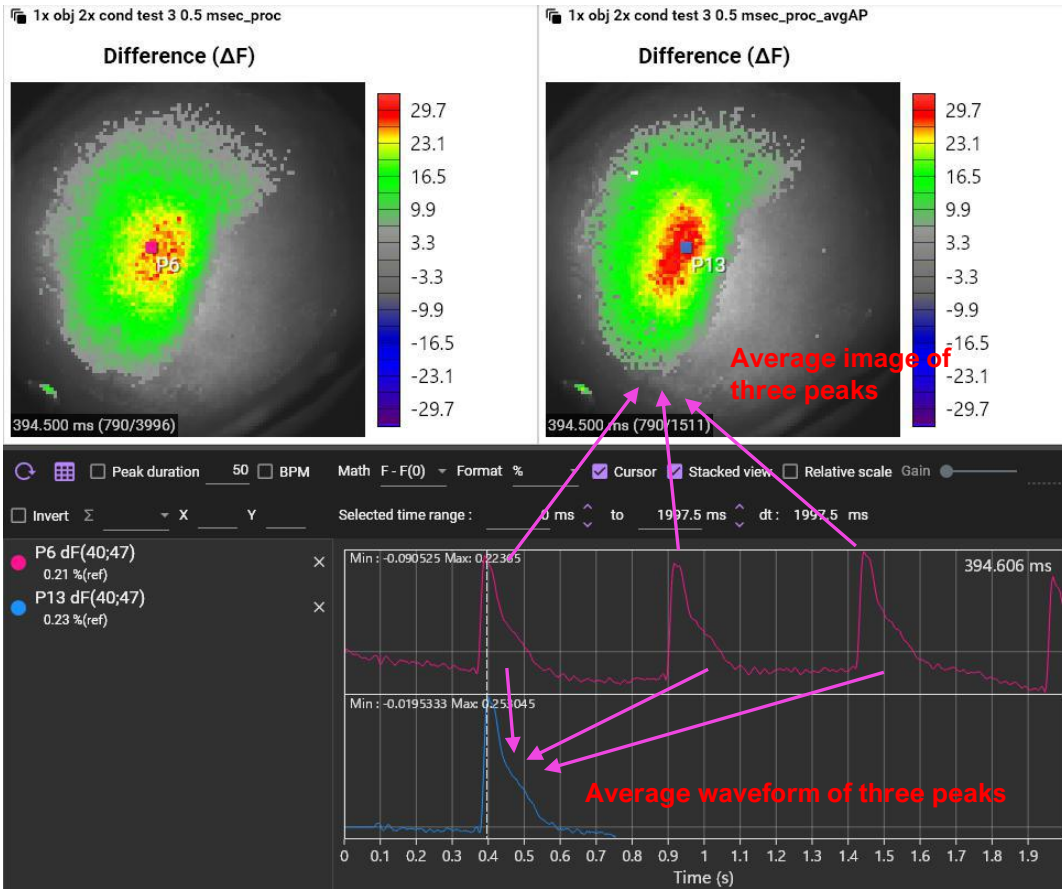 1x obj 2x cond test 3 0.5 msec_proc
Difference (ΔF)
29.7
23.1
16.5
9.9
3.3
-3.3
-9.9
-16.5
-23.1
-29.7
P6
394.500 ms (790/3996)
1x obj 2x cond test 3 0.5 msec_proc_avgAP
Difference (ΔF)
29.7
23.1
16.5
9.9
3.3
-3.3
-9.9
-16.5
-23.1
-29.7
P13
Average image of
three peaks
394.500 ms (790/1511)
Peak duration 50 BPM Math F - F(0) Format % Cursor Stacked view Relative scale Gain
Invert Σ X Y Selected time range : 0 ms to 1997.5 ms dt : 1997.5 ms
P6 dF(40;47)
0.21 %(ref)
P13 dF(40;47)
0.23 %(ref)
Min : -0.090525 Max: 0.22305
394.606 ms
Min : -0.0195333 Max: 0.253045
Average waveform of three peaks
0 0.1 0.2 0.3 0.4 0.5 0.6 0.7 0.8 0.9 1 1.1 1.2 1.3 1.4 1.5 1.6 1.7 1.8 1.9
Time (s)